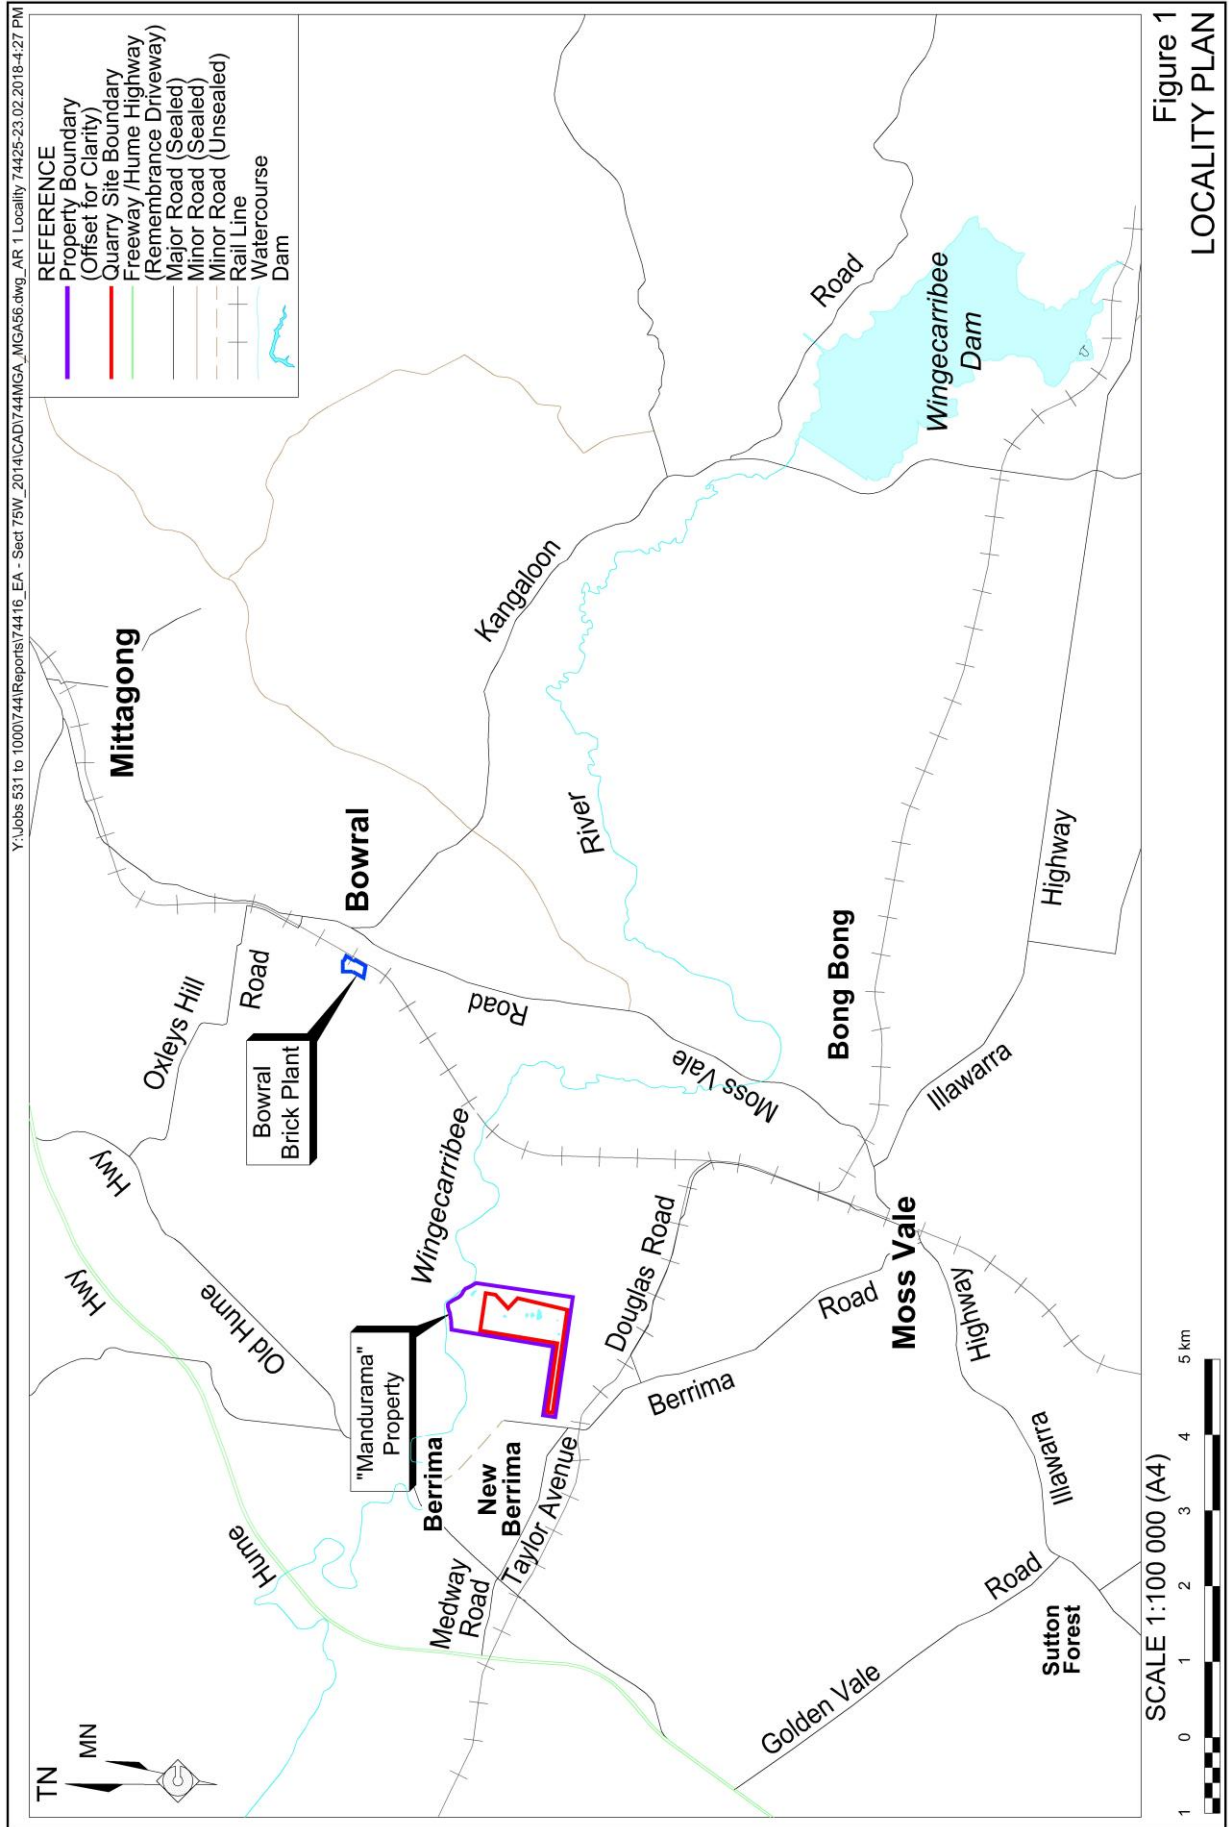 Y:\Jobs 531 to 1000\744\Reports\74416_EA - Sect 75W_2014\CAD\744MGA_MGA56.dwg_AR 1 Locality 74425-23.02.2018-4:27 PM
TN
MN
REFERENCE
Property Boundary
(Offset for Clarity)
Quarry Site Boundary
Freeway /Hume Highway
(Remembrance Driveway)
Major Road (Sealed)
Minor Road (Sealed)
Minor Road (Unsealed)
Rail Line
Watercourse
Dam
Mittagong
Hwy
Hwy
Oxleys Hill
Road
Old Hume
Hume
Bowral
Brick Plant
Bowral
"Mandurama"
Property
Wingecarribee
River
Kangaloon
Road
Berrima
New
Berrima
Medway
Road
Taylor Avenue
Douglas Road
Berrima
Road
Road
Moss Vale
Bong Bong
Wingecarribee
Dam
Moss Vale
Illawarra
Highway
Highway
Illawarra
Golden Vale
Road
Sutton
Forest
SCALE 1:100 000 (A4)
1 0 1 2 3 4 5 km
Figure 1
LOCALITY PLAN